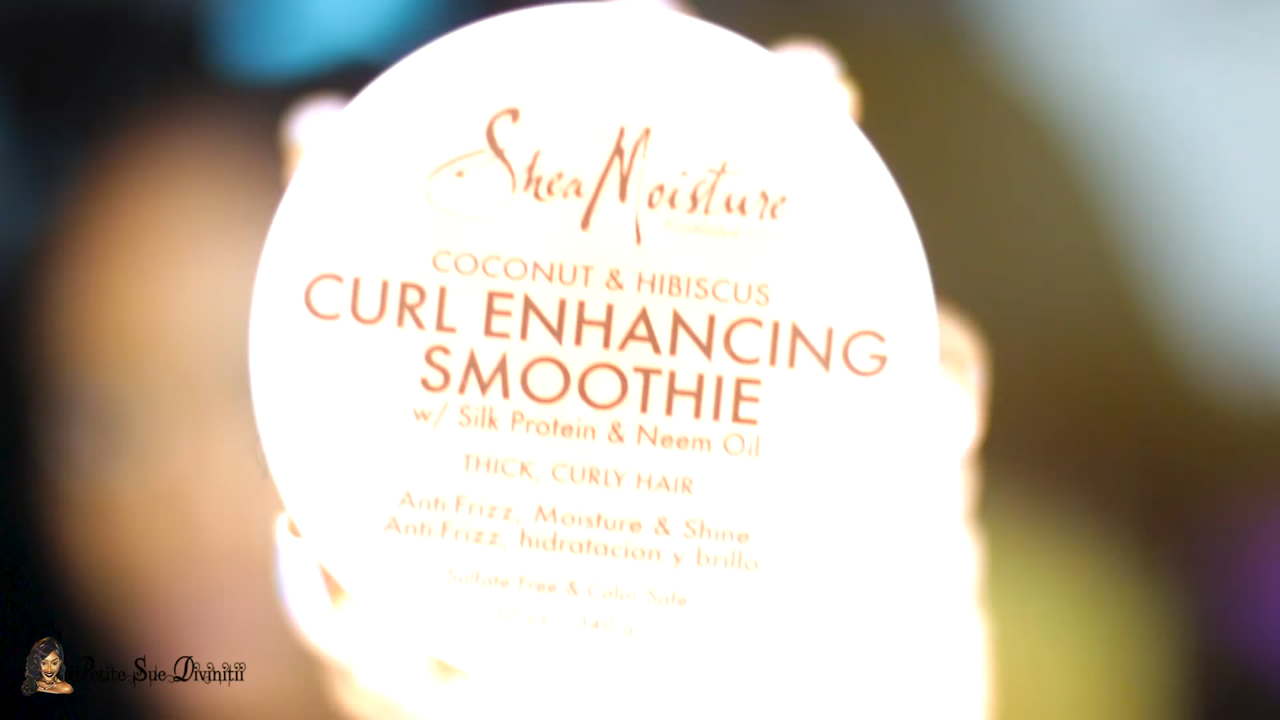 SheaMoisture
COCONUT & HIBISCUS
CURL ENHANCING
SMOOTHIE
w/ Silk Protein & Neem Oil
THICK, CURLY HAIR
Anti-Frizz, Moisture & Shine
Anti-Frizz, hidratacion y brillo
Sulfate Free & Color Safe
Petite Sue Divinitii